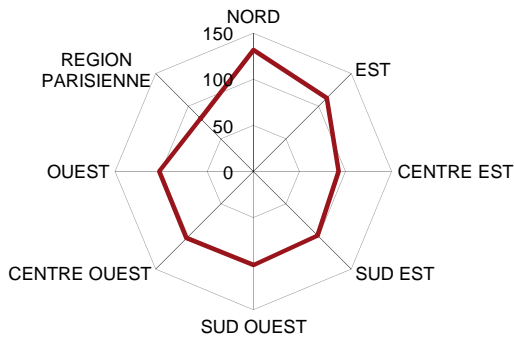 NORD
150
REGION
PARISIENNE
EST
100
50
OUEST
0
CENTRE EST
CENTRE OUEST
SUD EST
SUD OUEST